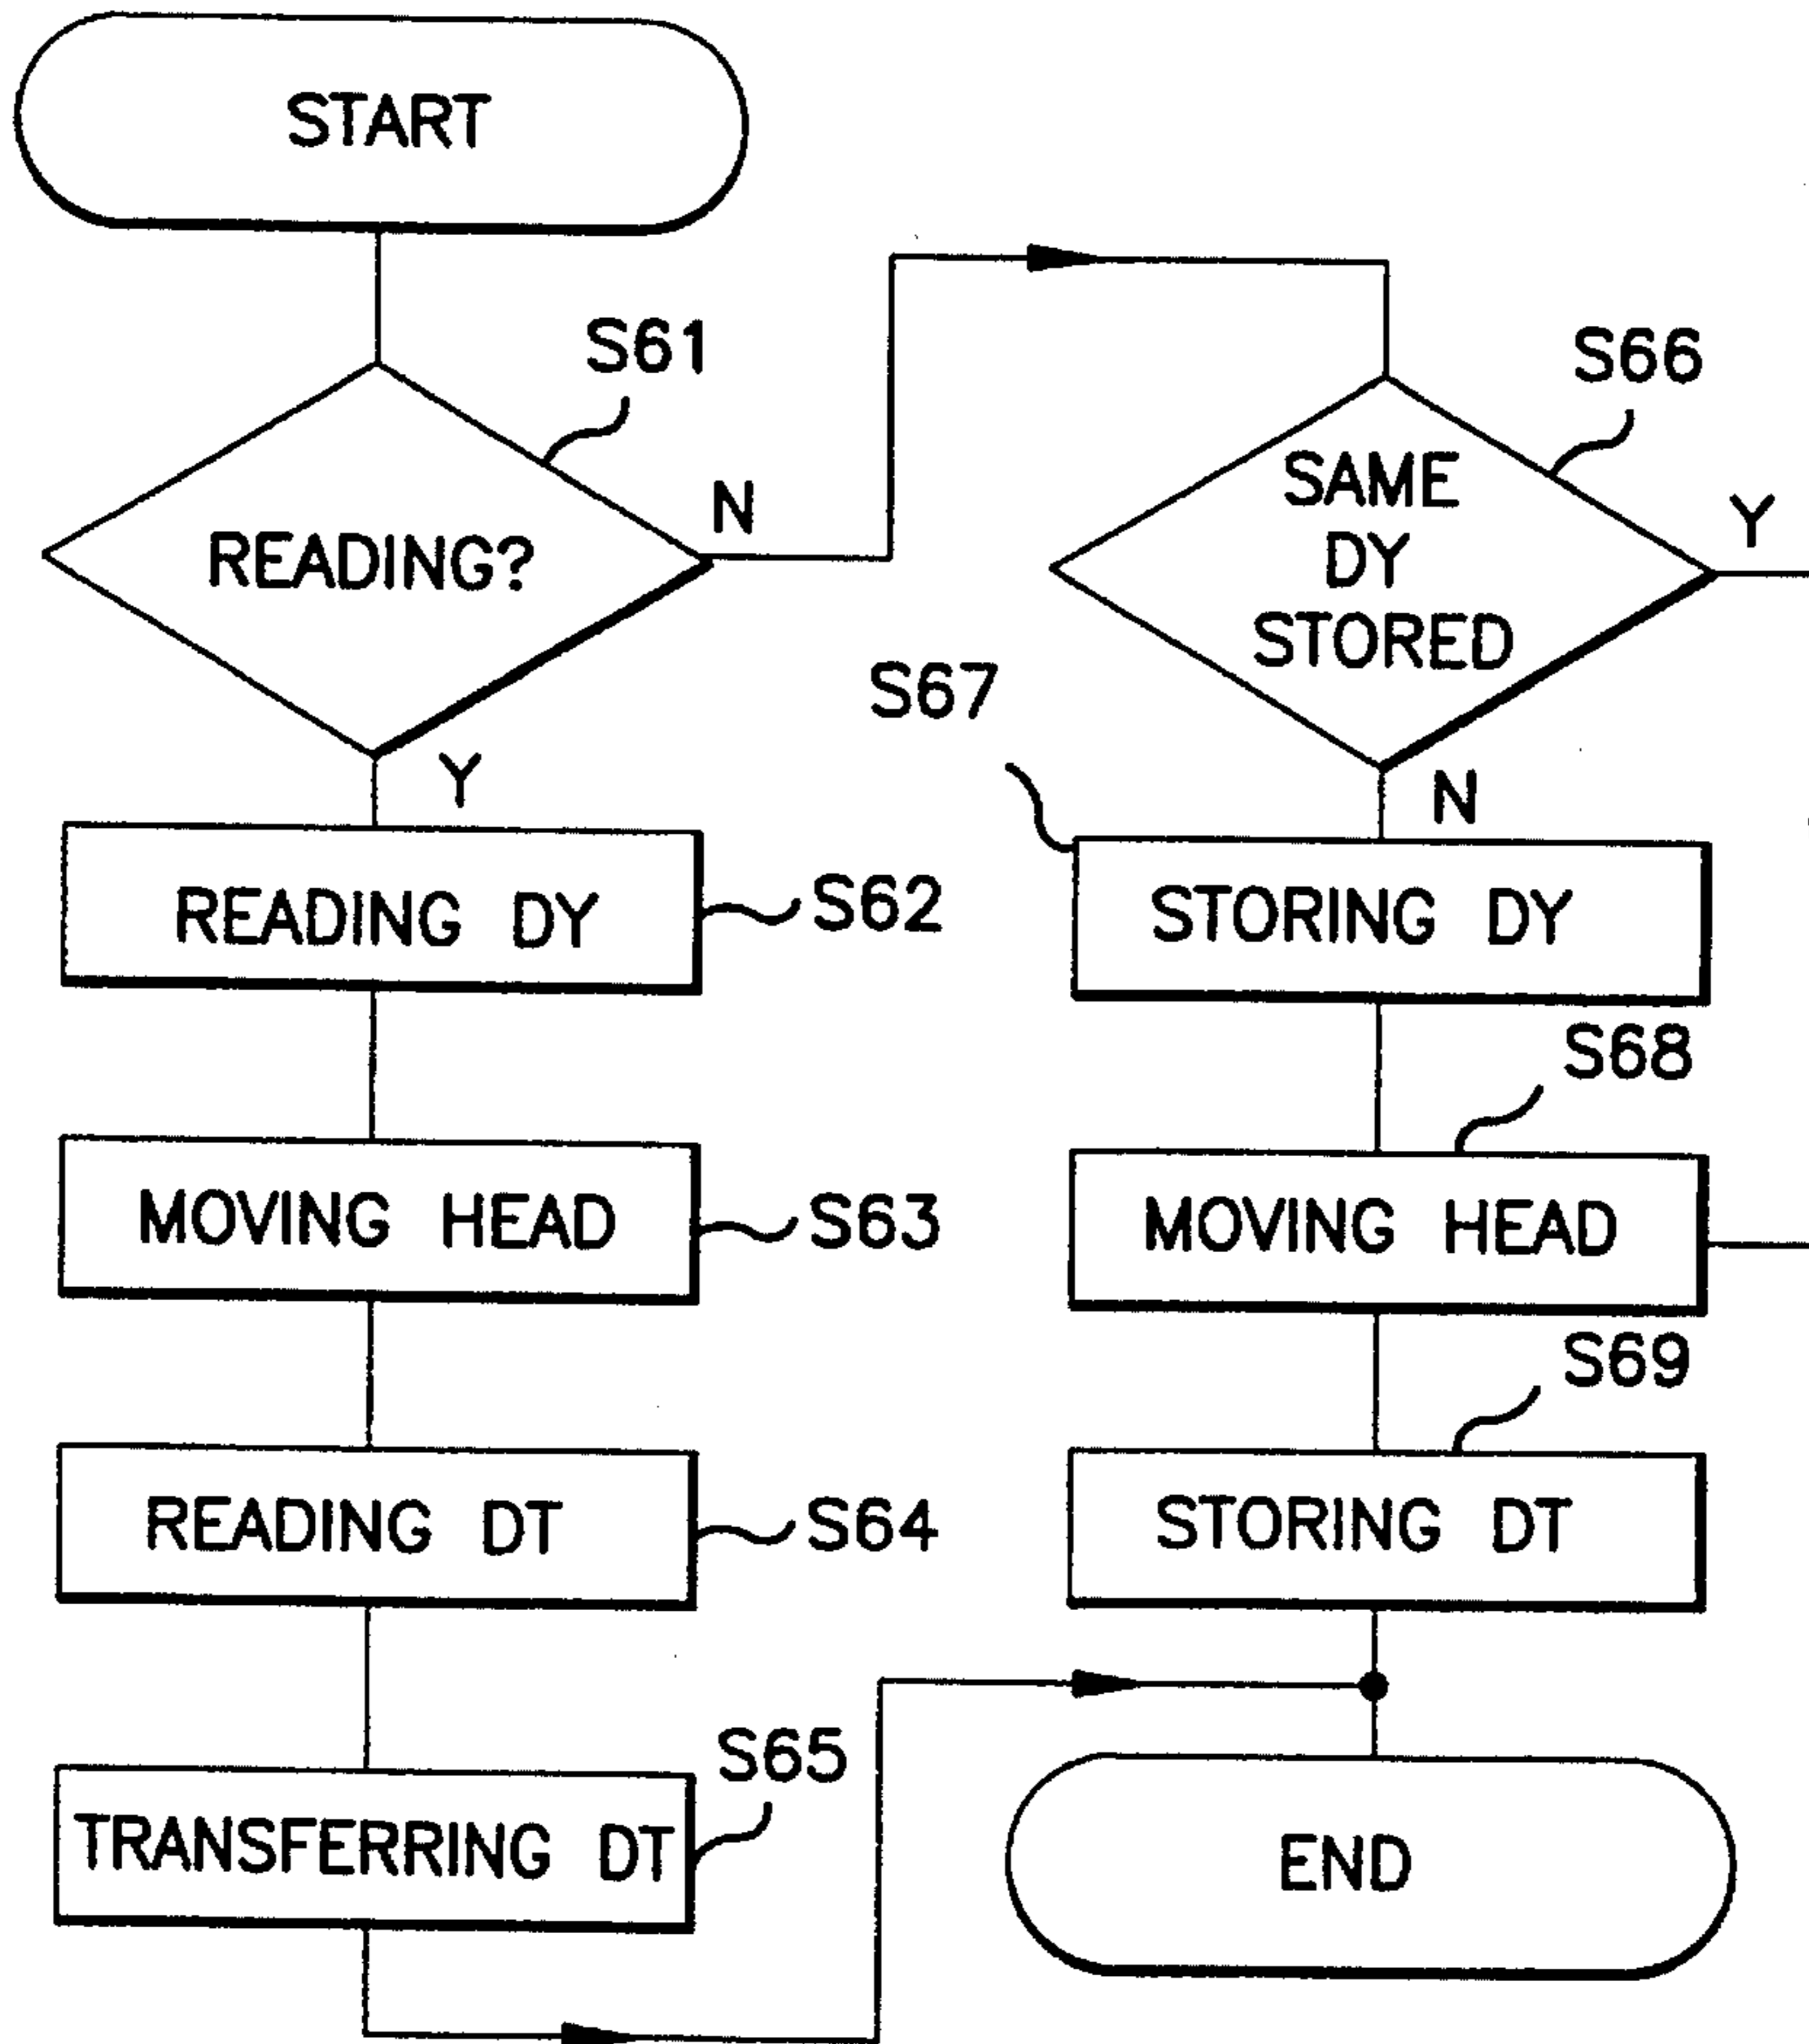 START
S61
READING?
N
Y
READING DY
S62
MOVING HEAD
S63
READING DT
S64
TRANSFERRING DT
S65
S66
SAME
DY
STORED
Y
N
S67
STORING DY
S68
MOVING HEAD
S69
STORING DT
END